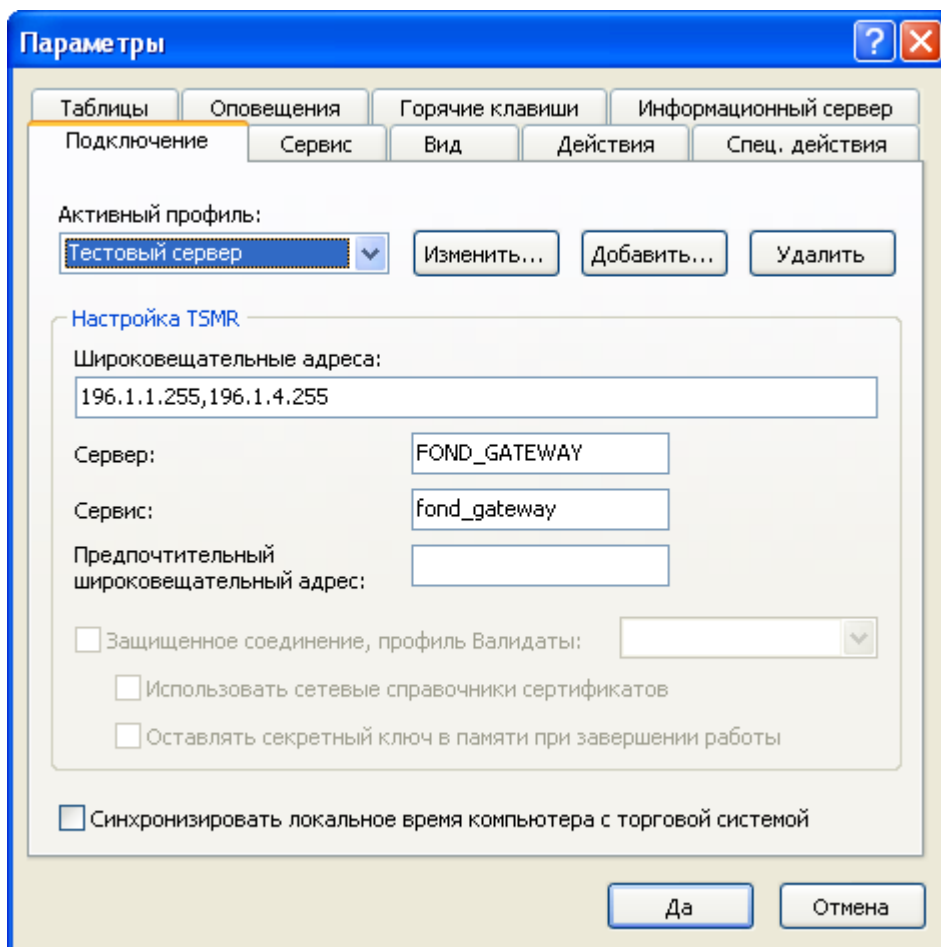 Параметры
Таблицы
Оповещения
Горячие клавиши
Информационный сервер
Подключение
Сервис
Вид
Действия
Спец. действия
Активный профиль:
Тестовый сервер
Изменить...
Добавить...
Удалить
Настройка TSMR
Широковещательные адреса:
196.1.1.255,196.1.4.255
Сервер:
FOND_GATEWAY
Сервис:
fond_gateway
Предпочтительный
широковещательный адрес:
Защищенное соединение, профиль Валидаты:
Использовать сетевые справочники сертификатов
Оставлять секретный ключ в памяти при завершении работы
Синхронизировать локальное время компьютера с торговой системой
Да
Отмена